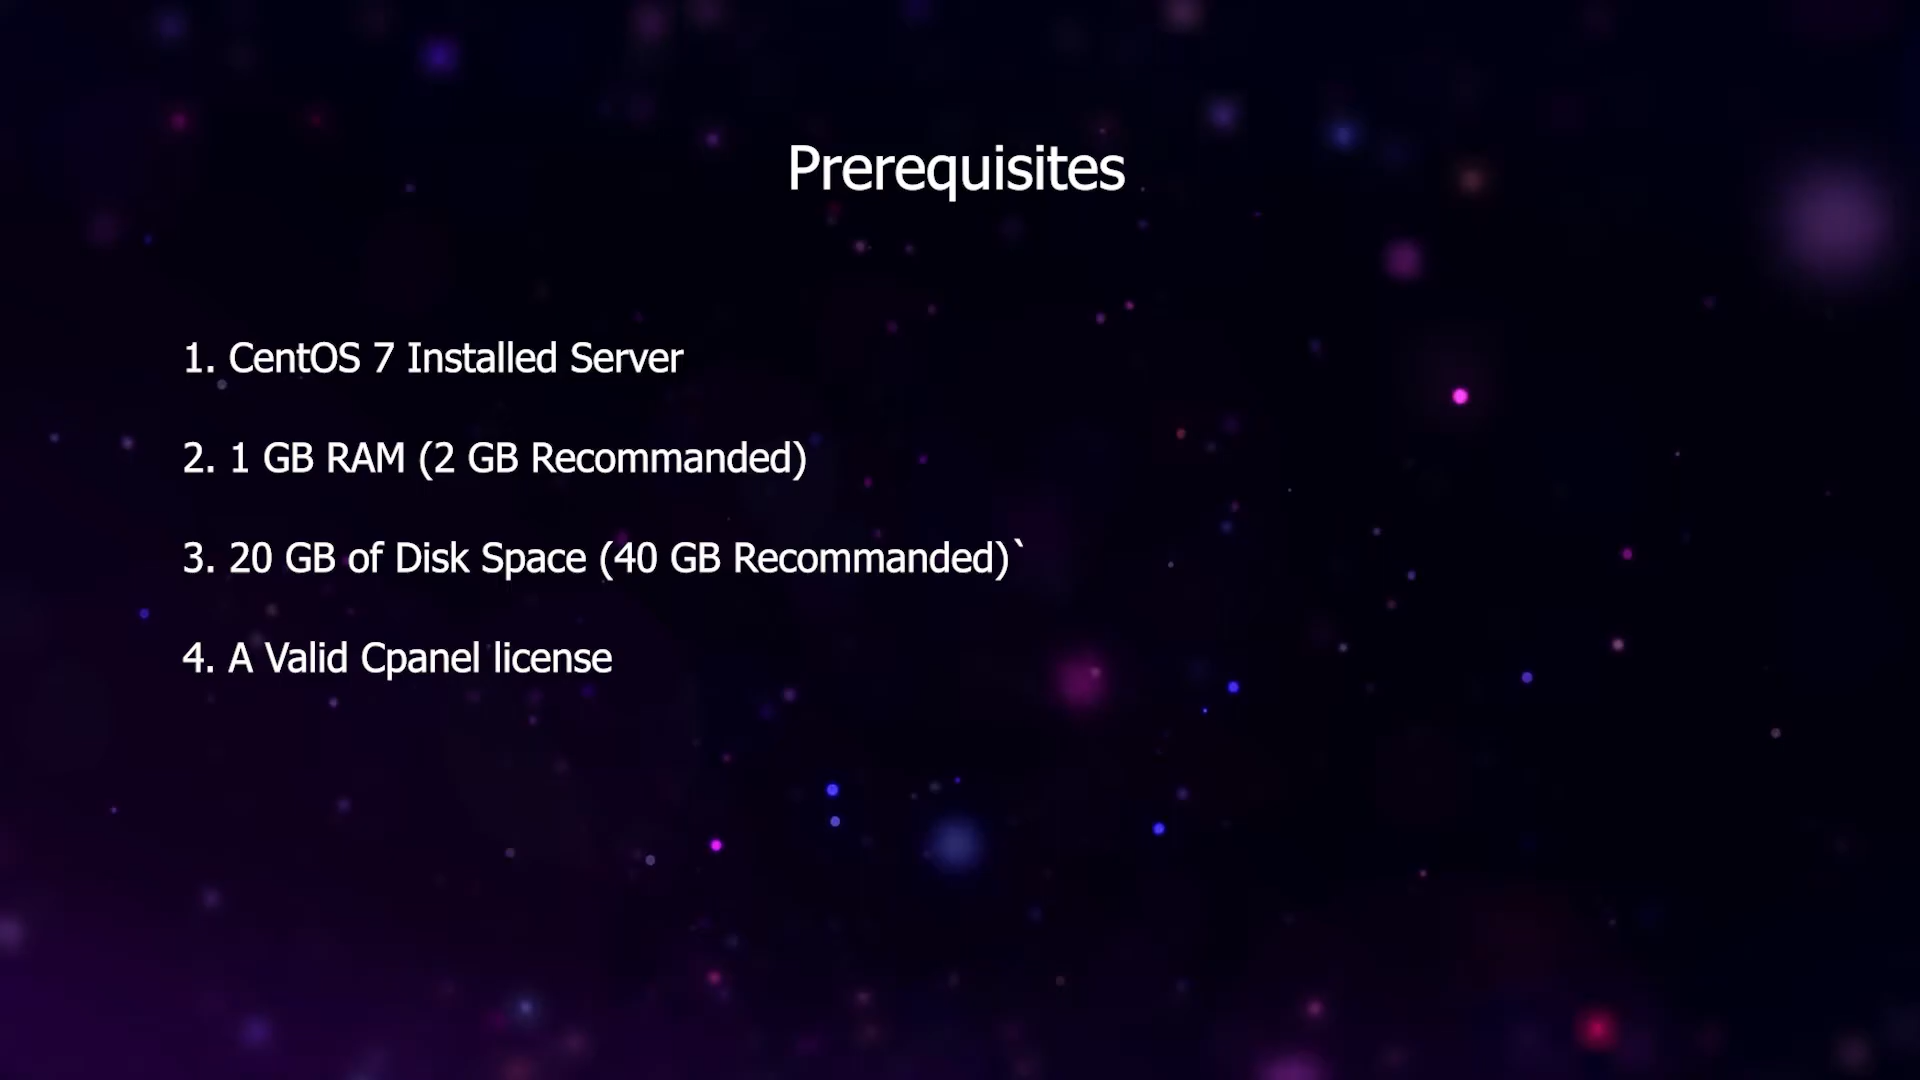 Prerequisites
1. CentOS 7 Installed Server
2. 1 GB RAM (2 GB Recommanded)
3. 20 GB of Disk Space (40 GB Recommanded)`
4. A Valid Cpanel license